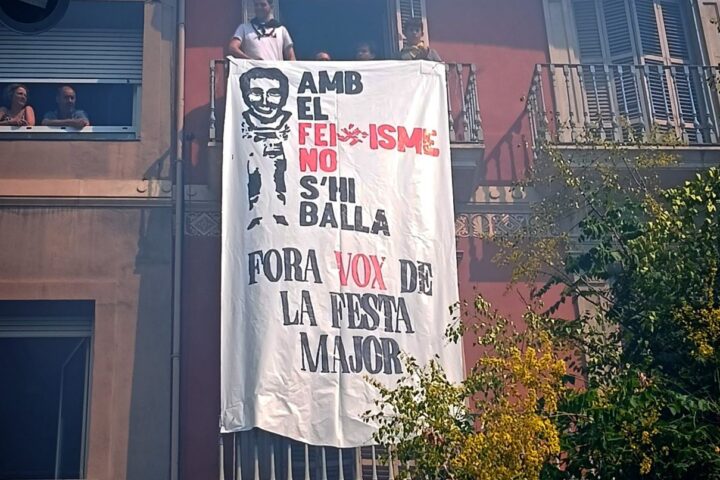 AMB
EL
FEIXISME
NO
S'HI
BALLA
FORA VOX DE
LA FESTA
MAJOR